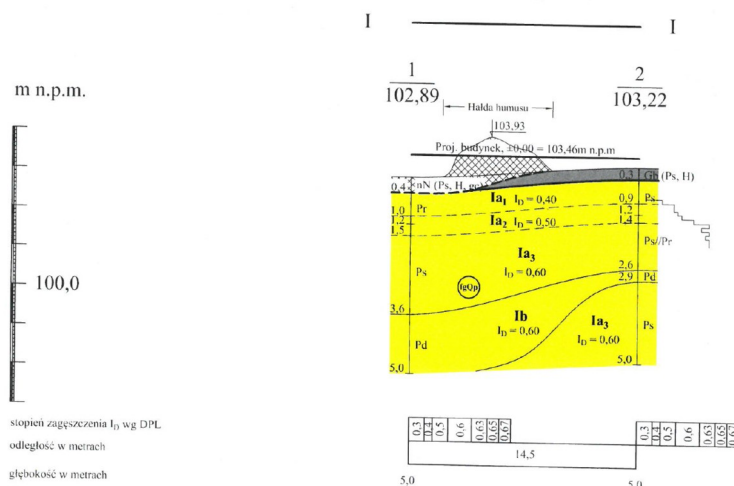 I I
1 2
102,89 103,22
m n.p.m.
Hałda humusu
103,93
Proj. budynek, ±0,00 = 103,46m n.p.m
0,4 nN (Ps, H, gc) 0,3 Gb (Ps, H)
Ia1 ID = 0,40 0,9 Ps
1,0 Pr 1,2
1,2 Ia2 ID = 0,50 1,4
1,5 Ps//Pr
Ia3
Ps ID = 0,60 2,6
100,0 fgQp 2,9 Pd
3,6 Ib Ia3
ID = 0,60 Ps
Pd ID = 0,60
5,0 5,0
stopień zagęszczenia ID wg DPL 0,3 0,4 0,5 0,6 0,63 0,65 0,67 0,3 0,4 0,5 0,6 0,63 0,65 0,67
odległość w metrach 14,5
głębokość w metrach 5,0 5,0